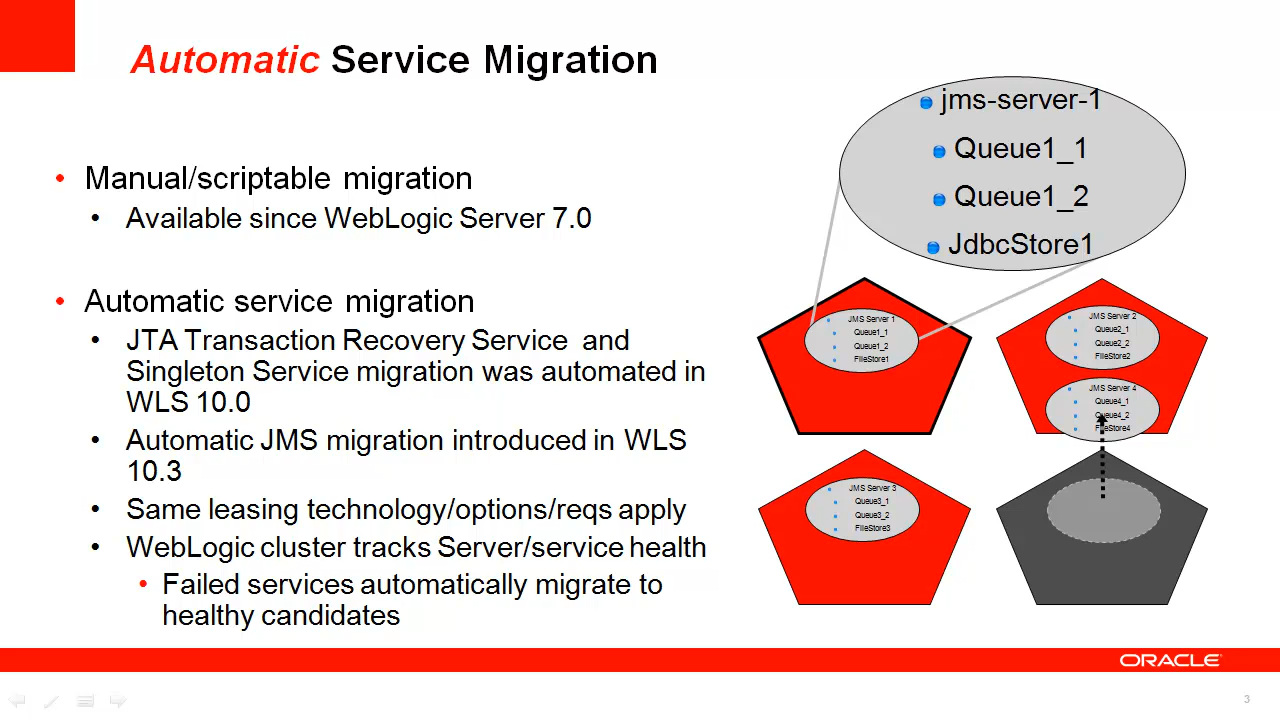 Automatic Service Migration
• Manual/scriptable migration
• Available since WebLogic Server 7.0
• Automatic service migration
• JTA Transaction Recovery Service and
Singleton Service migration was automated in
WLS 10.0
• Automatic JMS migration introduced in WLS
10.3
• Same leasing technology/options/reqs apply
• WebLogic cluster tracks Server/service health
• Failed services automatically migrate to
healthy candidates
jms-server-1
Queue1_1
Queue1_2
JdbcStore1
JMS Server 1
Queue1_1
Queue1_2
FileStore1
JMS Server 2
Queue2_1
Queue2_2
FileStore2
JMS Server 4
Queue4_1
Queue4_2
FileStore4
JMS Server 3
Queue3_1
Queue3_2
FileStore3
ORACLE
3